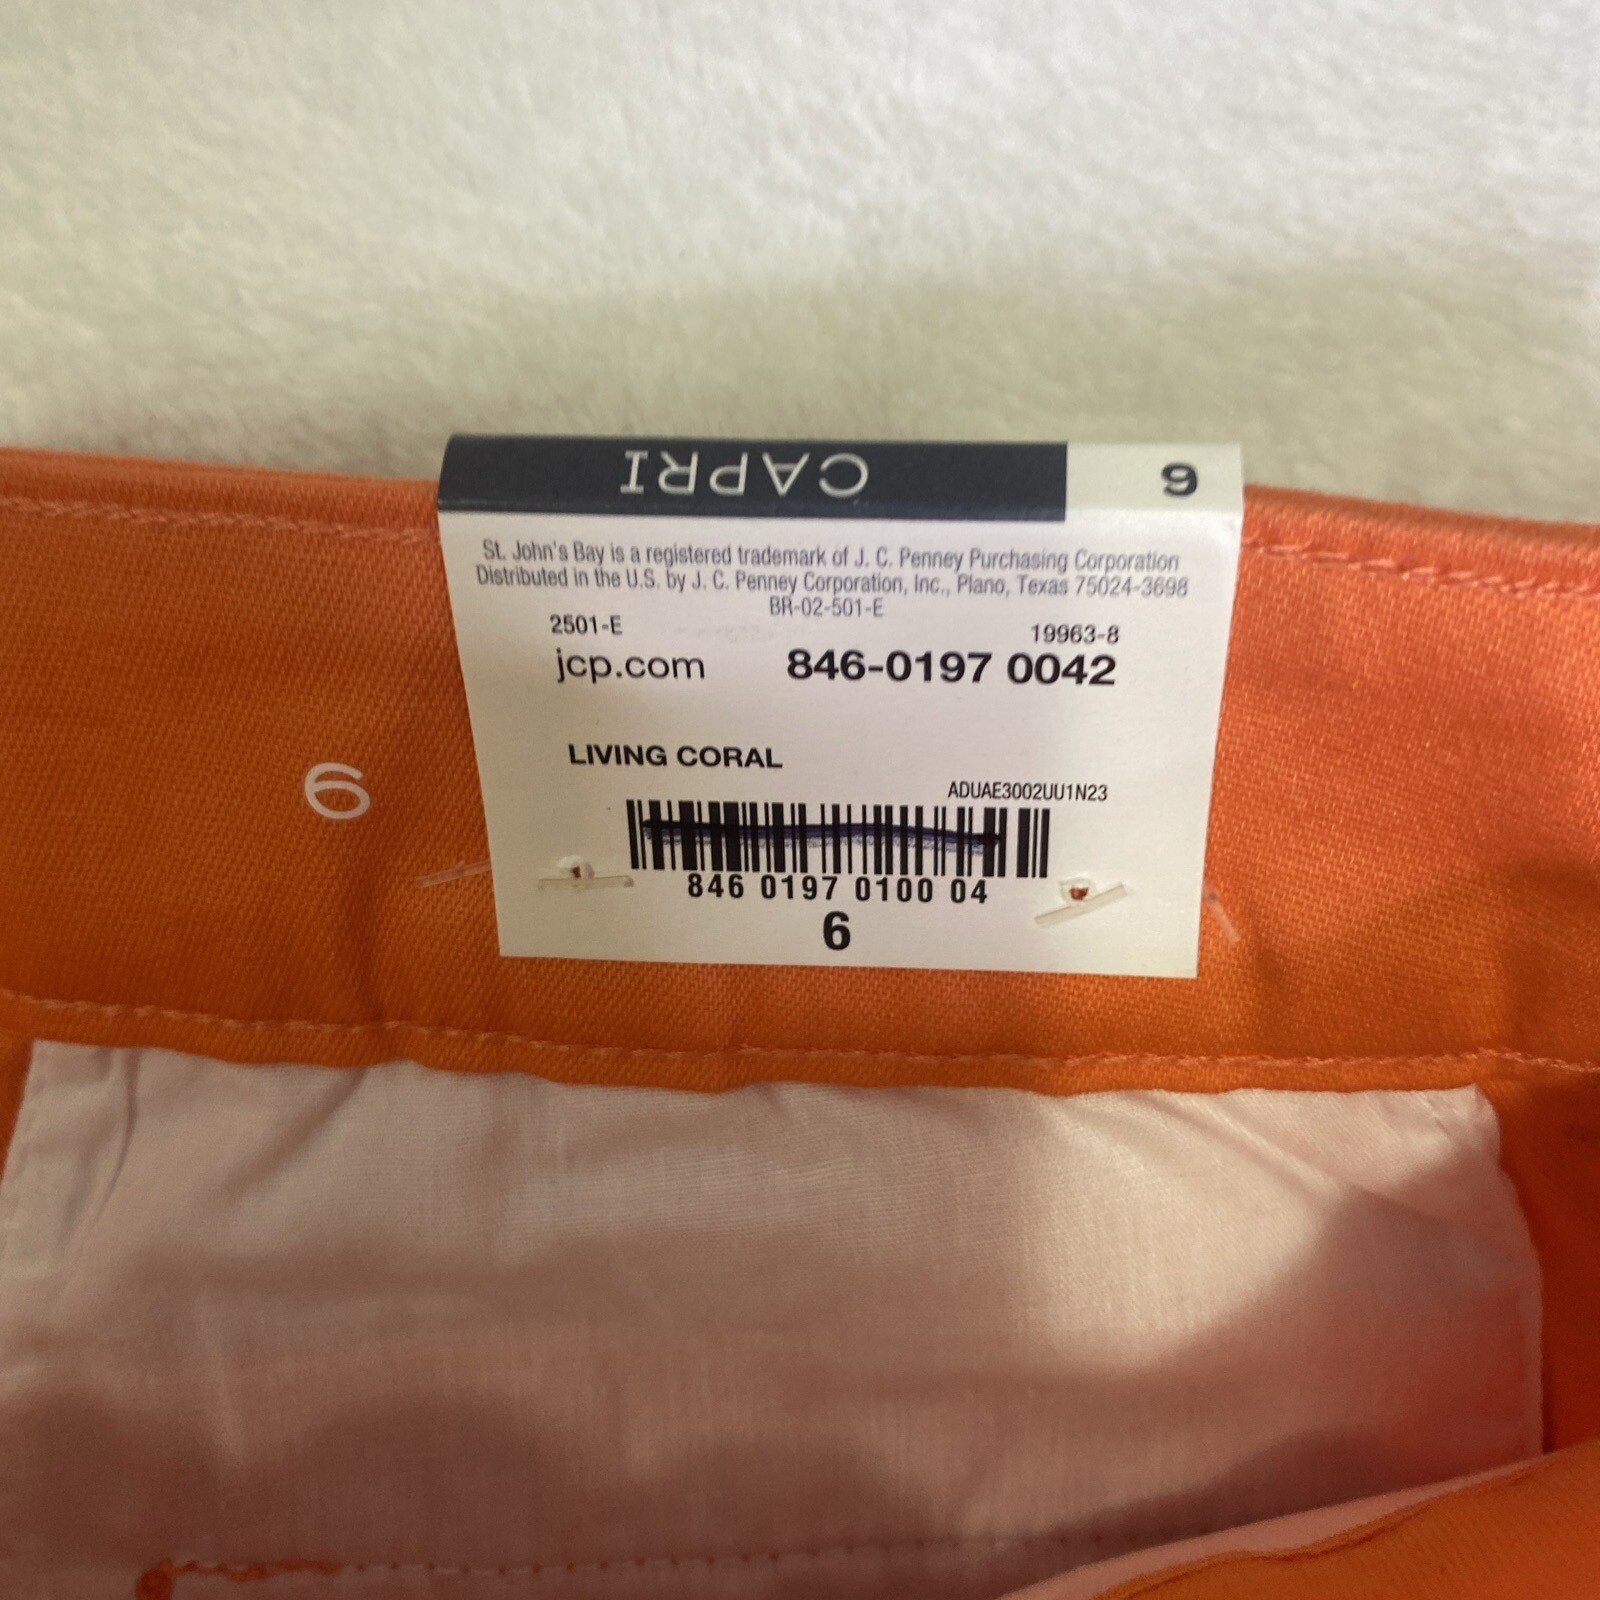 CAPRI 6
St. John's Bay is a registered trademark of J. C. Penney Purchasing Corporation
Distributed in the U.S. by J. C. Penney Corporation, Inc., Plano, Texas 75024-3698
BR-02-501-E
2501-E 19963-8
jcp.com 846-0197 0042
LIVING CORAL
ADUAE3002UU1N23
6
846 0197 0100 04
6